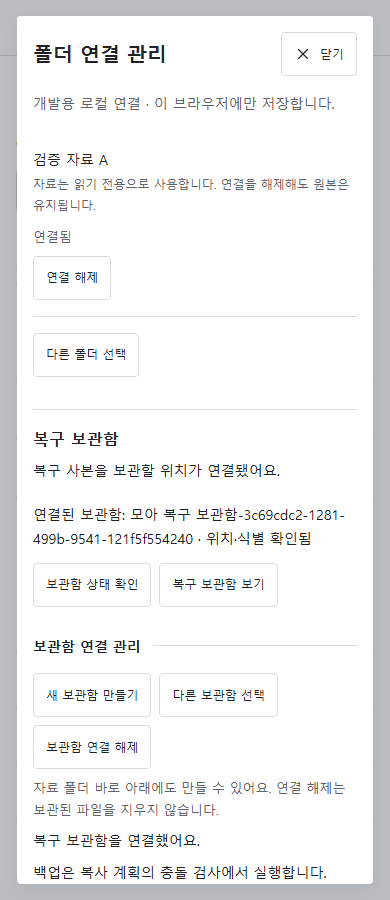 폴더 연결 관리
닫기
개발용 로컬 연결 · 이 브라우저에만 저장합니다.
검증 자료 A
자료는 읽기 전용으로 사용합니다. 연결을 해제해도 원본은
유지됩니다.
연결됨
연결 해제
다른 폴더 선택
복구 보관함
복구 사본을 보관할 위치가 연결됐어요.
연결된 보관함: 모아 복구 보관함-3c69cdc2-1281-
499b-9541-121f5f554240 · 위치·식별 확인됨
보관함 상태 확인
복구 보관함 보기
보관함 연결 관리
새 보관함 만들기
다른 보관함 선택
보관함 연결 해제
자료 폴더 바로 아래에도 만들 수 있어요. 연결 해제는
보관된 파일을 지우지 않습니다.
복구 보관함을 연결했어요.
백업은 복사 계획의 충돌 검사에서 실행합니다.